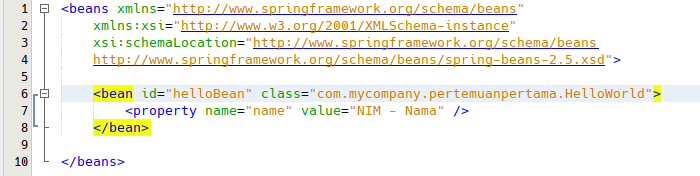 1 <beans xmlns="http://www.springframework.org/schema/beans"
2 xmlns:xsi="http://www.w3.org/2001/XMLSchema-instance"
3 xsi:schemaLocation="http://www.springframework.org/schema/beans
4 http://www.springframework.org/schema/beans/spring-beans-2.5.xsd">
5
6 <bean id="helloBean" class="com.mycompany.pertemuanpertama.HelloWorld">
7 <property name="name" value="NIM - Nama" />
8 </bean>
9
10 </beans>